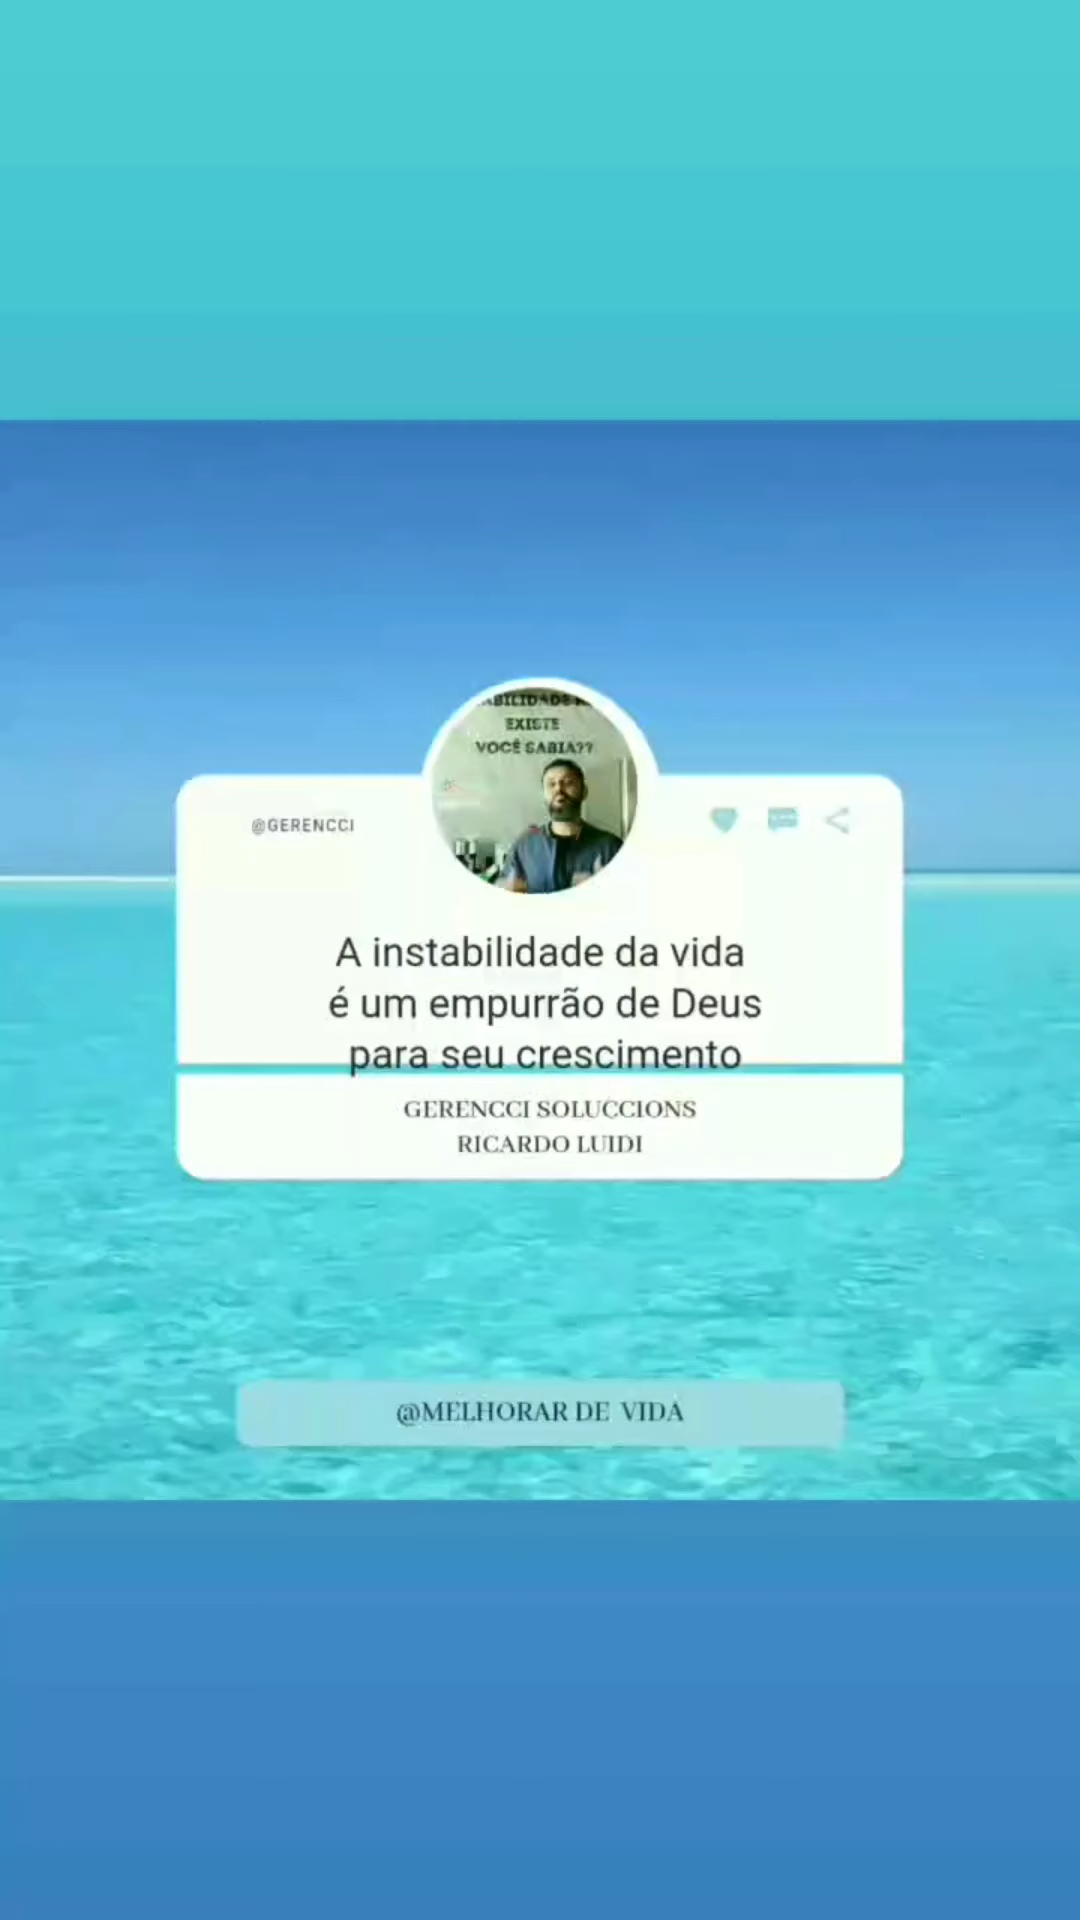 EXISTE
VOCÊ SABIA??
@GERENCCI
A instabilidade da vida
é um empurrão de Deus
para seu crescimento
GERENCCI SOLUCCIONS
RICARDO LUIDI
@MELHORAR DE VIDA